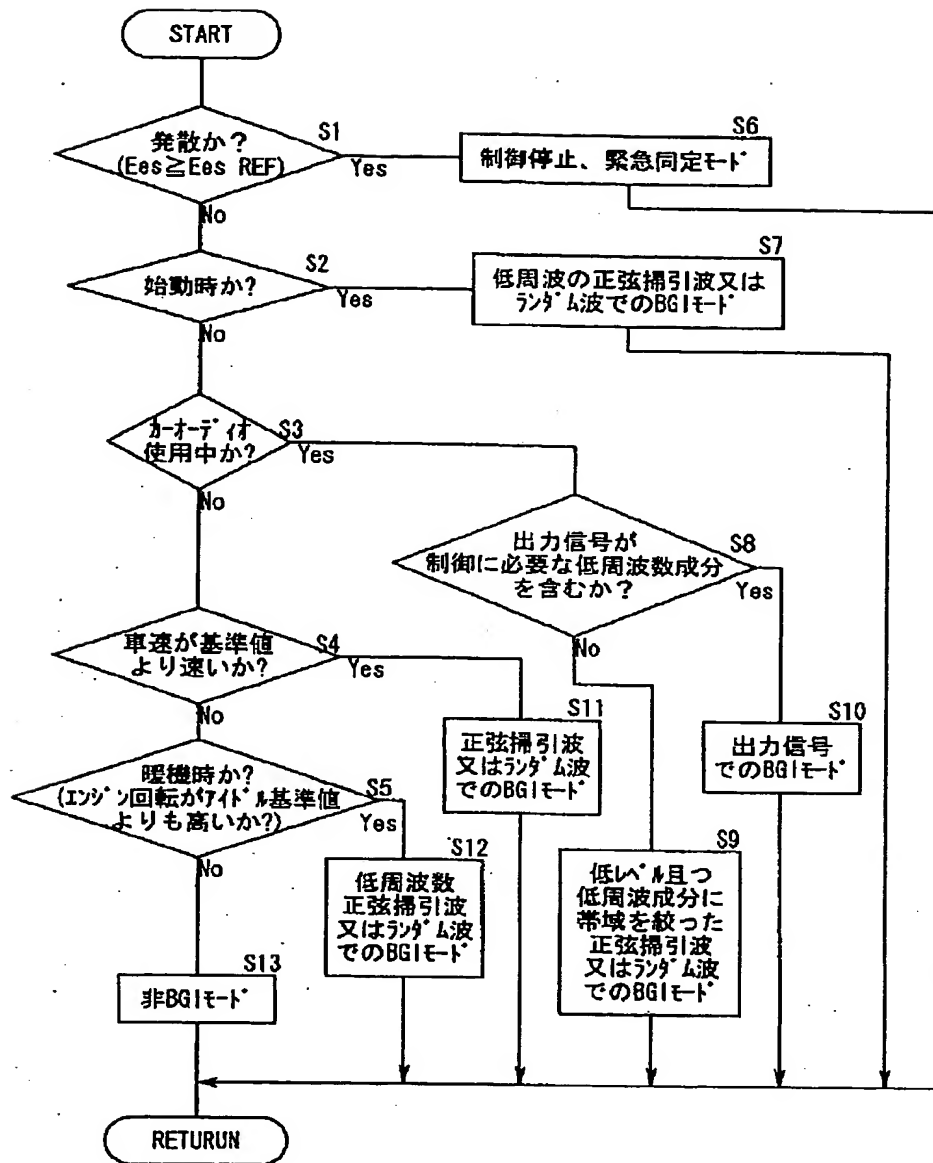 START
発散か？
(Ees≧Ees REF)
S1
Yes
No
S6
制御停止、緊急同定ﾓｰﾄﾞ
始動時か？
S2
Yes
No
S7
低周波の正弦掃引波又は
ﾗﾝﾀﾞﾑ波でのBGIﾓｰﾄﾞ
ｶｰｵｰﾃﾞｨｵ
使用中か？
S3
Yes
No
出力信号が
制御に必要な低周波数成分
を含むか？
S8
Yes
No
車速が基準値
より速いか？
S4
Yes
No
S11
正弦掃引波
又はﾗﾝﾀﾞﾑ波
でのBGIﾓｰﾄﾞ
S10
出力信号
でのBGIﾓｰﾄﾞ
暖機時か？
(ｴﾝｼﾞﾝ回転がｱｲﾄﾞﾙ基準値
よりも高いか？)
S5
Yes
No
S12
低周波数
正弦掃引波
又はﾗﾝﾀﾞﾑ波
でのBGIﾓｰﾄﾞ
S9
低ﾚﾍﾞﾙ且つ
低周波成分に
帯域を絞った
正弦掃引波
又はﾗﾝﾀﾞﾑ波
でのBGIﾓｰﾄﾞ
S13
非BGIﾓｰﾄﾞ
RETURUN